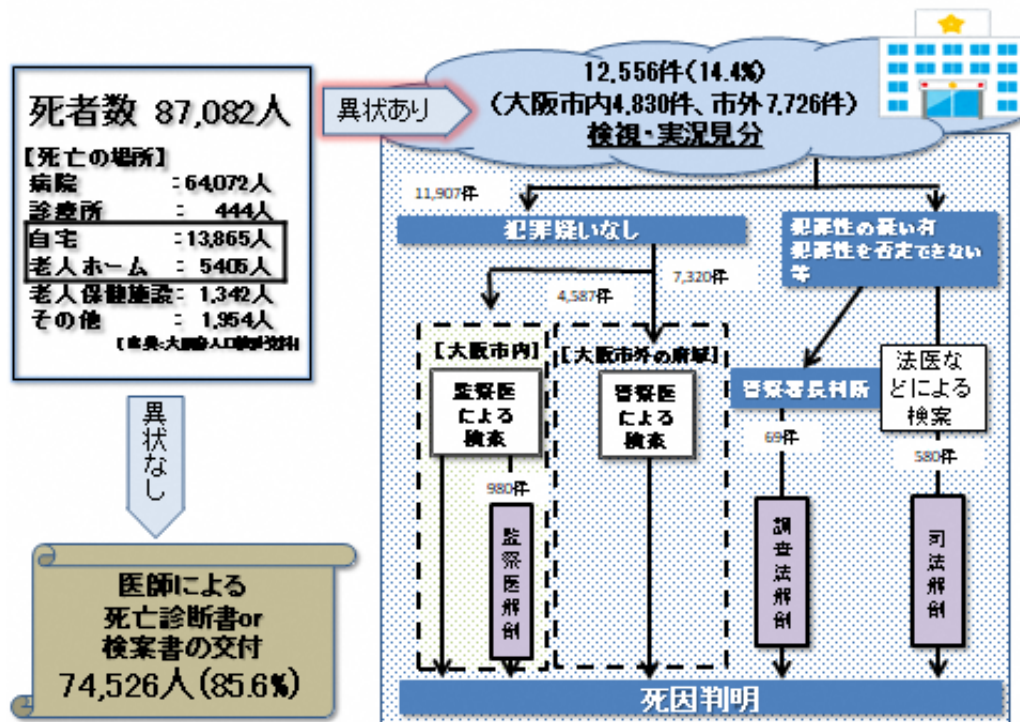 死者数 87,082人
【死亡の場所】
病院 :64,072人
診療所 : 444人
自宅 :13,865人
老人ホーム : 5405人
老人保健施設: 1,342人
その他 : 1,954人
異状あり
12,556件(14.4%)
(大阪市内4,830件、市外7,726件)
検視・実況見分
11,907件
犯罪疑いなし
犯罪性の疑い有
犯罪性を否定できない
等
7,320件
4,587件
【大阪市内】
監察医
による
検案
980件
監察医解剖
【大阪市外の府域】
警察医
による
検案
警察署長判断
69件
調査法解剖
法医な
どによる
検案
580件
司法解剖
死因判明
異状なし
医師による
死亡診断書or
検案書の交付
74,526人(85.6%)